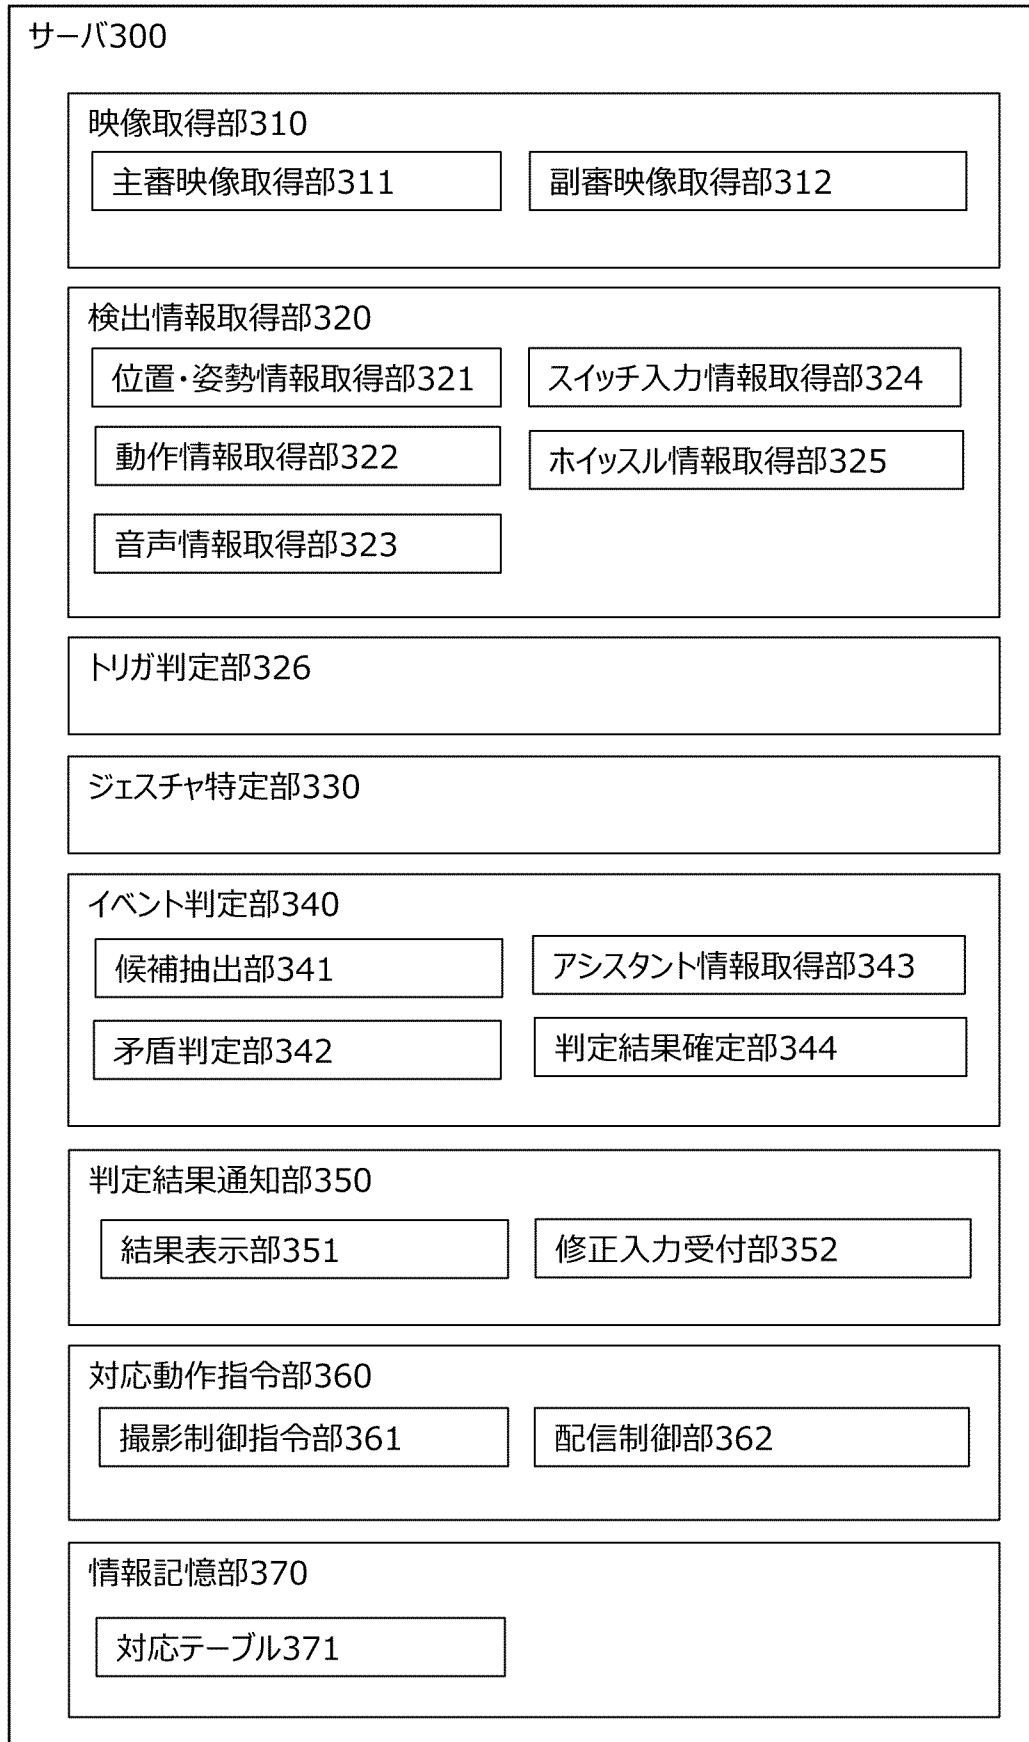 サーバ300
映像取得部310
主審映像取得部311
副審映像取得部312
検出情報取得部320
位置・姿勢情報取得部321
スイッチ入力情報取得部324
動作情報取得部322
ホイッスル情報取得部325
音声情報取得部323
トリガ判定部326
ジェスチャ特定部330
イベント判定部340
候補抽出部341
アシスタント情報取得部343
矛盾判定部342
判定結果確定部344
判定結果通知部350
結果表示部351
修正入力受付部352
対応動作指令部360
撮影制御指令部361
配信制御部362
情報記憶部370
対応テーブル371